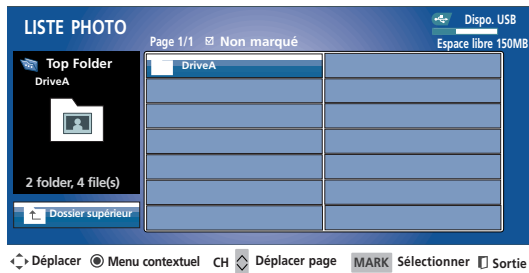 LISTE PHOTO
Page 1/1 ☑ Non marqué
Dispo. USB
Espace libre 150MB
Top Folder
DriveA
2 folder, 4 file(s)
Dossier supérieur
DriveA
Déplacer Menu contextuel CH Déplacer page MARK Sélectionner Sortie